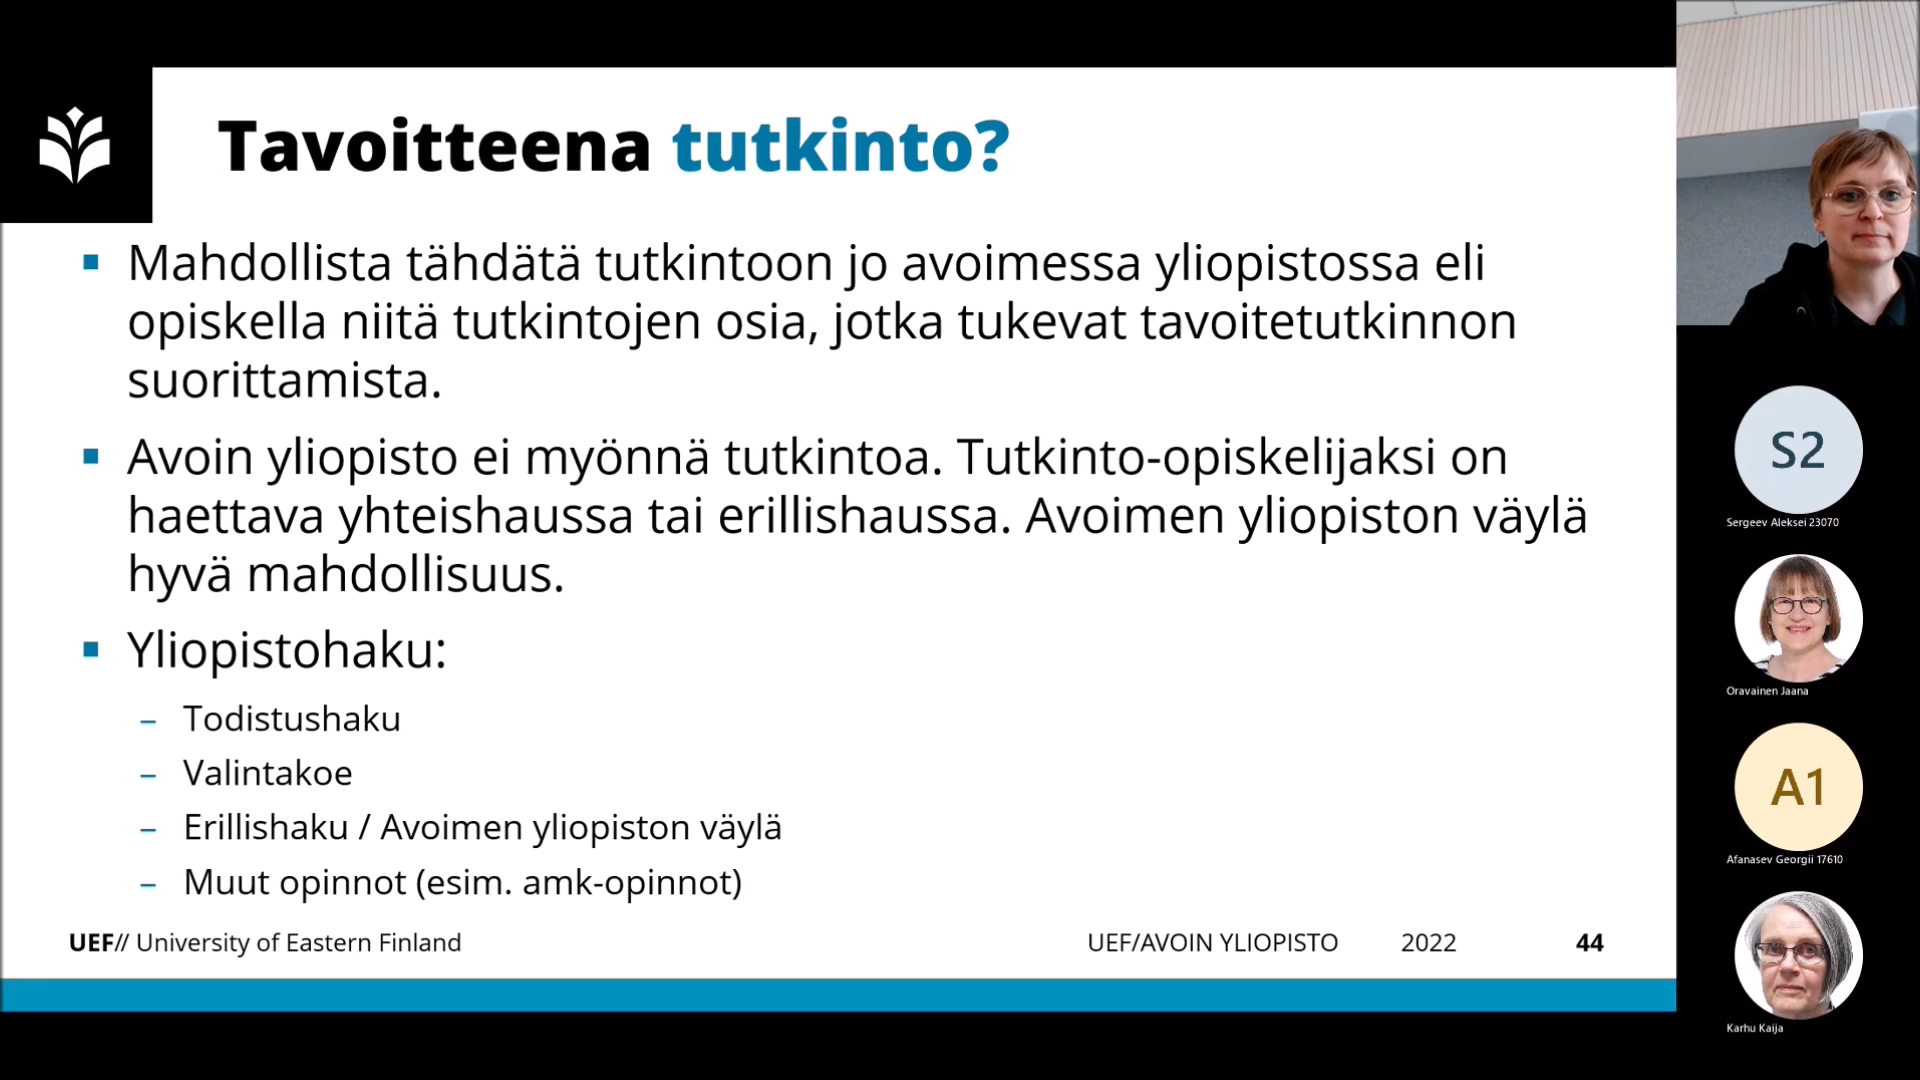 Tavoitteena tutkinto?
Mahdollista tähdätä tutkintoon jo avoimessa yliopistossa eli
opiskella niitä tutkintojen osia, jotka tukevat tavoitetutkinnon
suorittamista.
Avoin yliopisto ei myönnä tutkintoa. Tutkinto-opiskelijaksi on
haettava yhteishaussa tai erillishaussa. Avoimen yliopiston väylä
hyvä mahdollisuus.
Yliopistohaku:
– Todistushaku
– Valintakoe
– Erillishaku / Avoimen yliopiston väylä
– Muut opinnot (esim. amk-opinnot)
UEF// University of Eastern Finland
UEF/AVOIN YLIOPISTO 2022 44
S2
Sergeev Aleksei 23070
Oravainen Jaana
A1
Afanasev Georgii 17610
Karhu Kaija